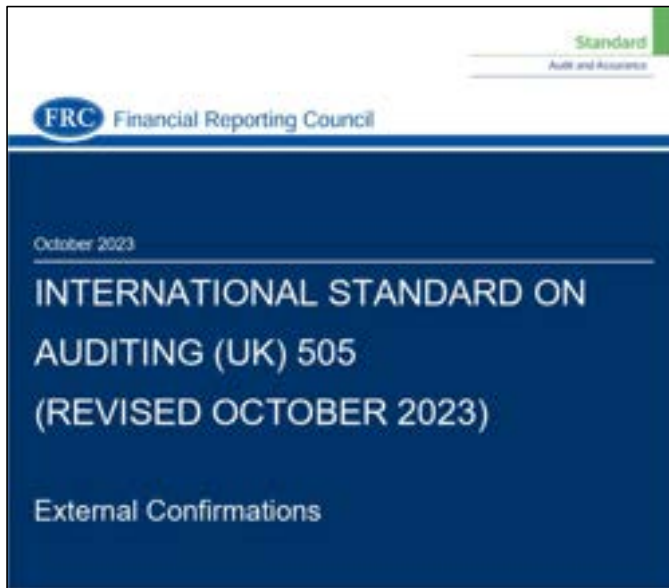 Standard
Audit and Assurance
FRC Financial Reporting Council
October 2023
INTERNATIONAL STANDARD ON
AUDITING (UK) 505
(REVISED OCTOBER 2023)
External Confirmations